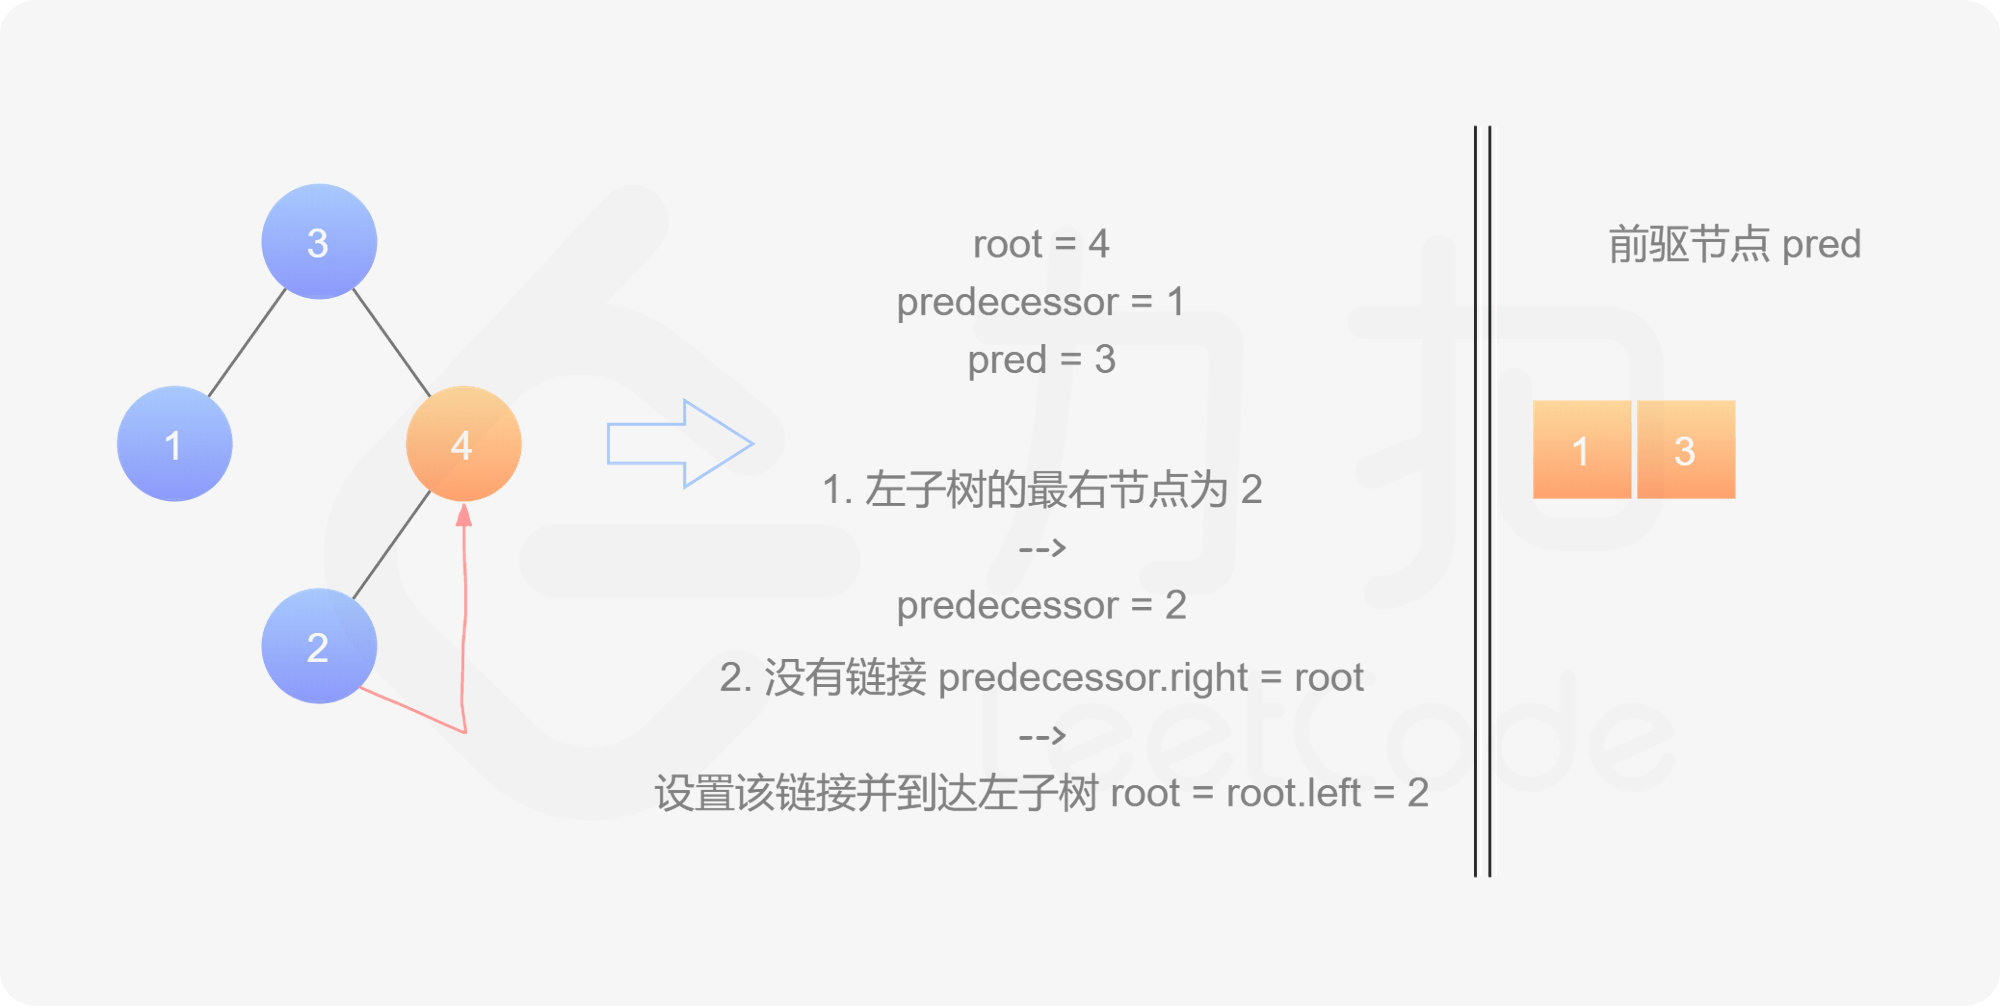 3
1
4
2
root = 4
predecessor = 1
pred = 3
1. 左子树的最右节点为 2
-->
predecessor = 2
2. 没有链接 predecessor.right = root
-->
设置该链接并到达左子树 root = root.left = 2
前驱节点 pred
1 3
力扣
LeetCode